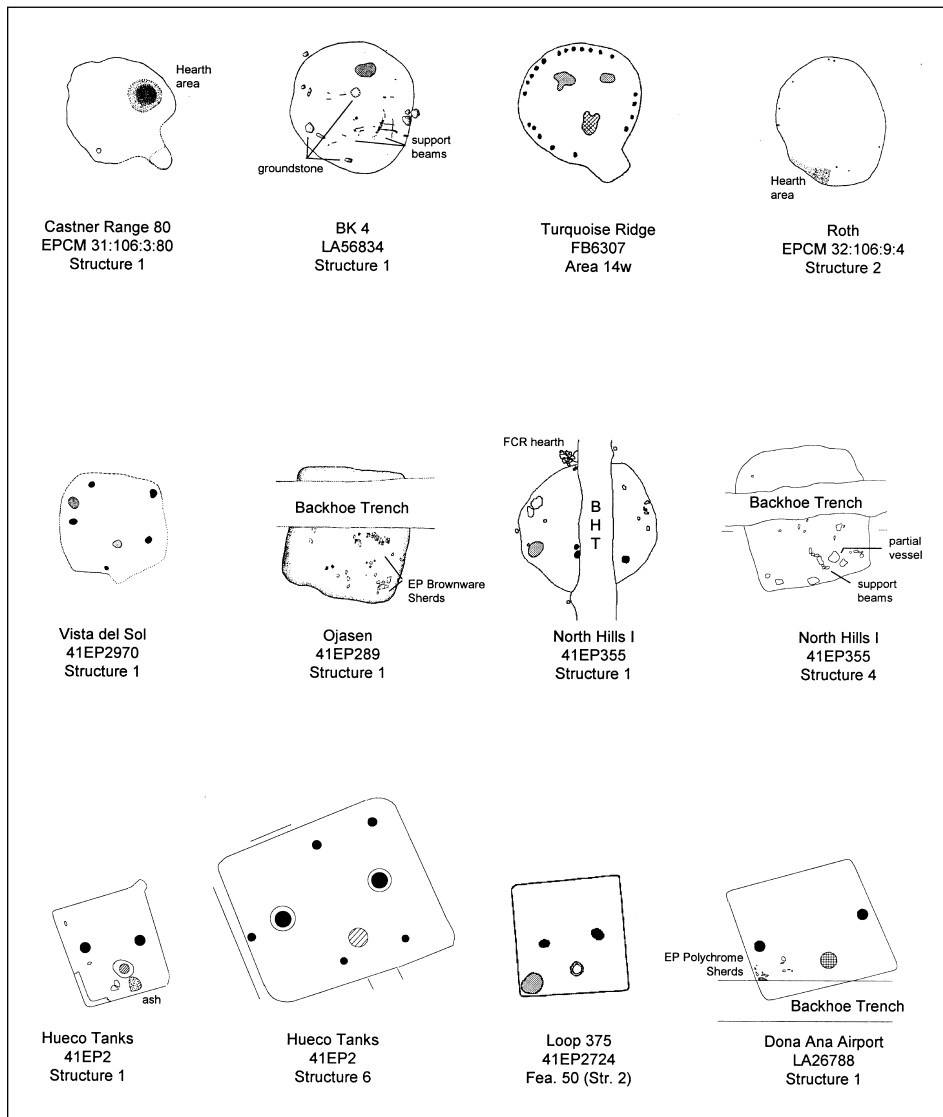 Hearth
area
groundstone
support
beams
Hearth
area
Castner Range 80
EPCM 31:106:3:80
Structure 1
BK 4
LA56834
Structure 1
Turquoise Ridge
FB6307
Area 14w
Roth
EPCM 32:106:9:4
Structure 2
Backhoe Trench
EP Brownware
Sherds
FCR hearth
B
H
T
Backhoe Trench
partial
vessel
support
beams
Vista del Sol
41EP2970
Structure 1
Ojasen
41EP289
Structure 1
North Hills I
41EP355
Structure 1
North Hills I
41EP355
Structure 4
ash
EP Polychrome
Sherds
Backhoe Trench
Hueco Tanks
41EP2
Structure 1
Hueco Tanks
41EP2
Structure 6
Loop 375
41EP2724
Fea. 50 (Str. 2)
Dona Ana Airport
LA26788
Structure 1